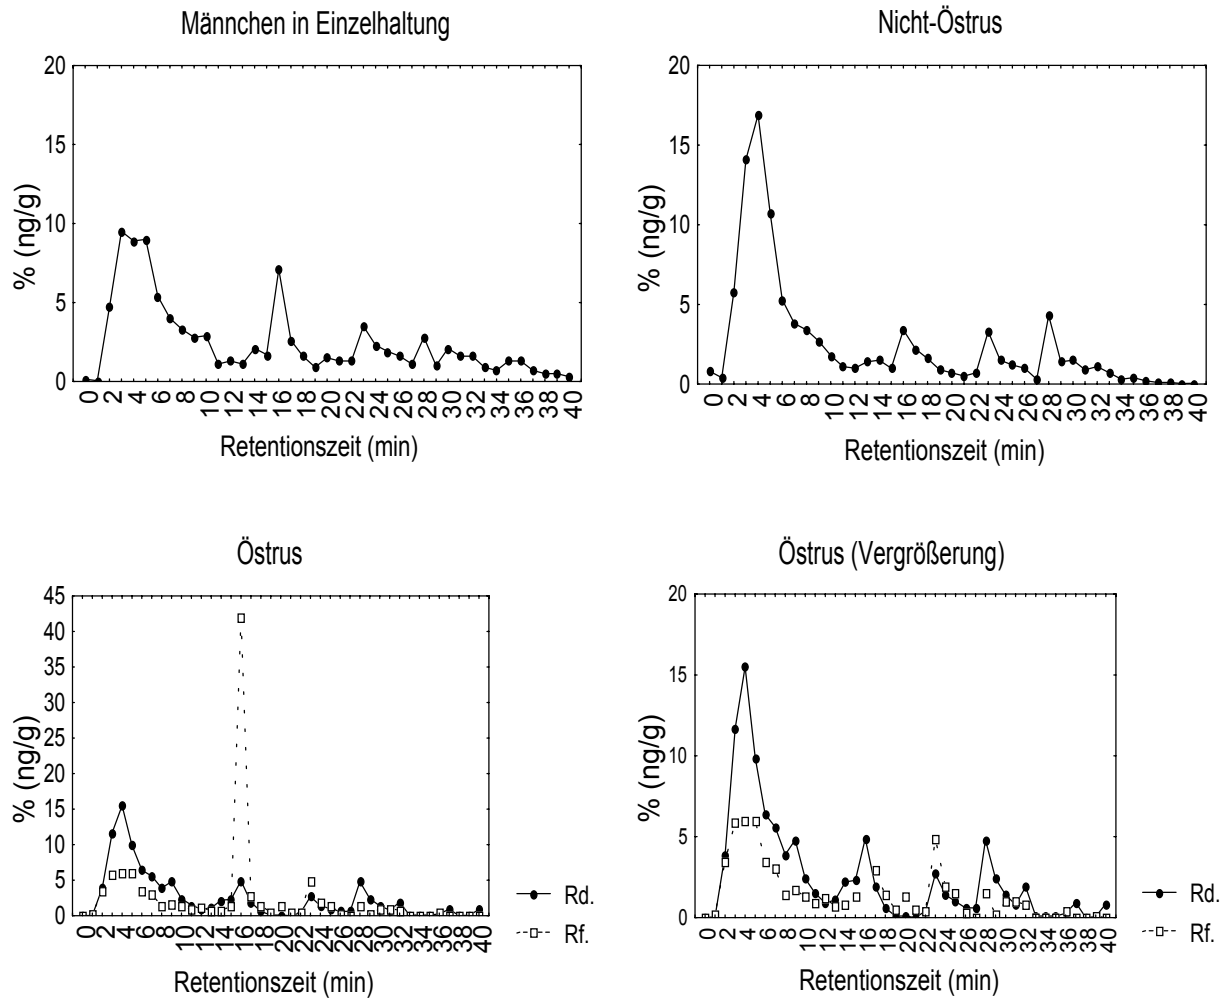 Männchen in Einzelhaltung
20
15
10
5
0
% (ng/g)
0 2 4 6 8 10 12 14 16 18 20 22 24 26 28 30 32 34 36 38 40
Retentionszeit (min)
Nicht-Östrus
20
15
10
5
0
% (ng/g)
0 2 4 6 8 10 12 14 16 18 20 22 24 26 28 30 32 34 36 38 40
Retentionszeit (min)
Östrus
45
40
35
30
25
20
15
10
5
0
% (ng/g)
0 2 4 6 8 10 12 14 16 18 20 22 24 26 28 30 32 34 36 38 40
Retentionszeit (min)
Rd.
Rf.
Östrus (Vergrößerung)
20
15
10
5
0
% (ng/g)
0 2 4 6 8 10 12 14 16 18 20 22 24 26 28 30 32 34 36 38 40
Retentionszeit (min)
Rd.
Rf.